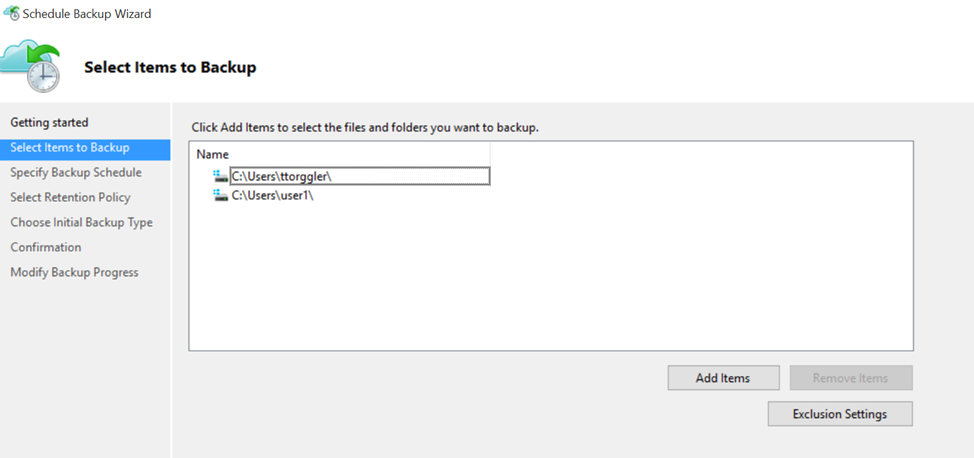 Schedule Backup Wizard
Select Items to Backup
Getting started
Select Items to Backup
Specify Backup Schedule
Select Retention Policy
Choose Initial Backup Type
Confirmation
Modify Backup Progress
Click Add Items to select the files and folders you want to backup.
Name
C:\Users\ttorggler\
C:\Users\user1\
Add Items
Remove Items
Exclusion Settings